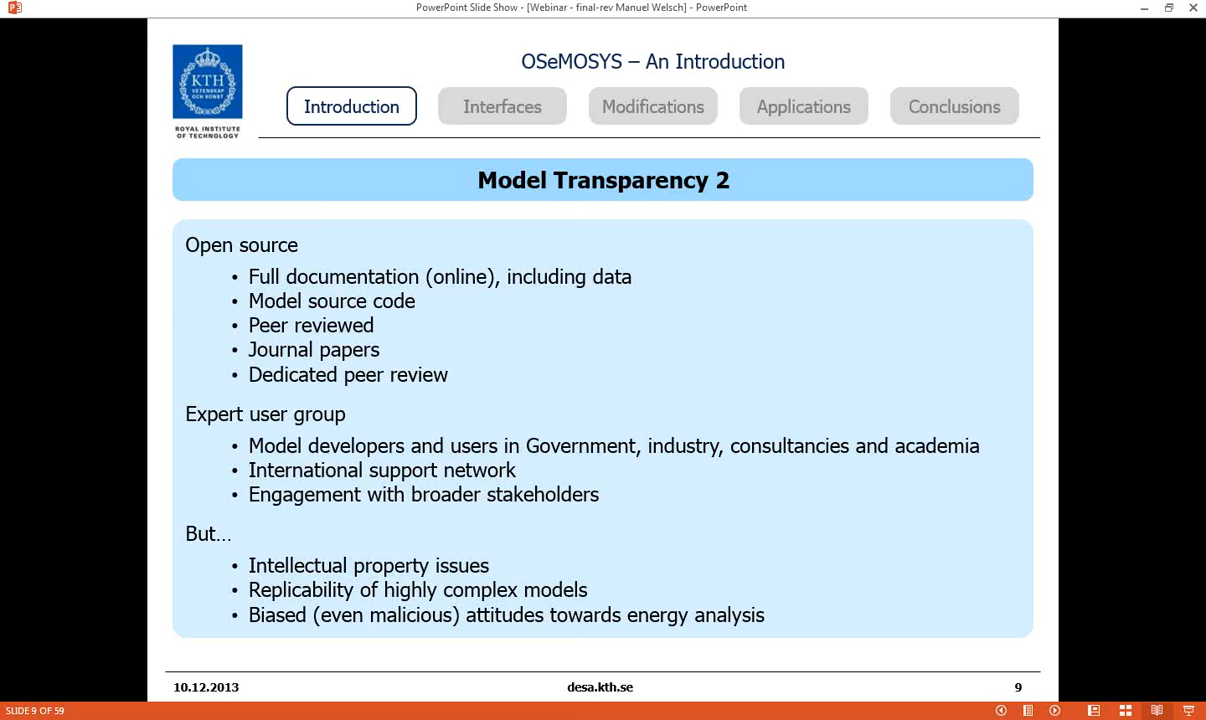 PowerPoint Slide Show - [Webinar - final-rev Manuel Welsch] - PowerPoint
KTH
VETENSKAP
OCH KONST
ROYAL INSTITUTE
OF TECHNOLOGY
OSeMOSYS – An Introduction
Introduction
Interfaces
Modifications
Applications
Conclusions
Model Transparency 2
Open source
• Full documentation (online), including data
• Model source code
• Peer reviewed
• Journal papers
• Dedicated peer review
Expert user group
• Model developers and users in Government, industry, consultancies and academia
• International support network
• Engagement with broader stakeholders
But…
• Intellectual property issues
• Replicability of highly complex models
• Biased (even malicious) attitudes towards energy analysis
10.12.2013
desa.kth.se
9
SLIDE 9 OF 59